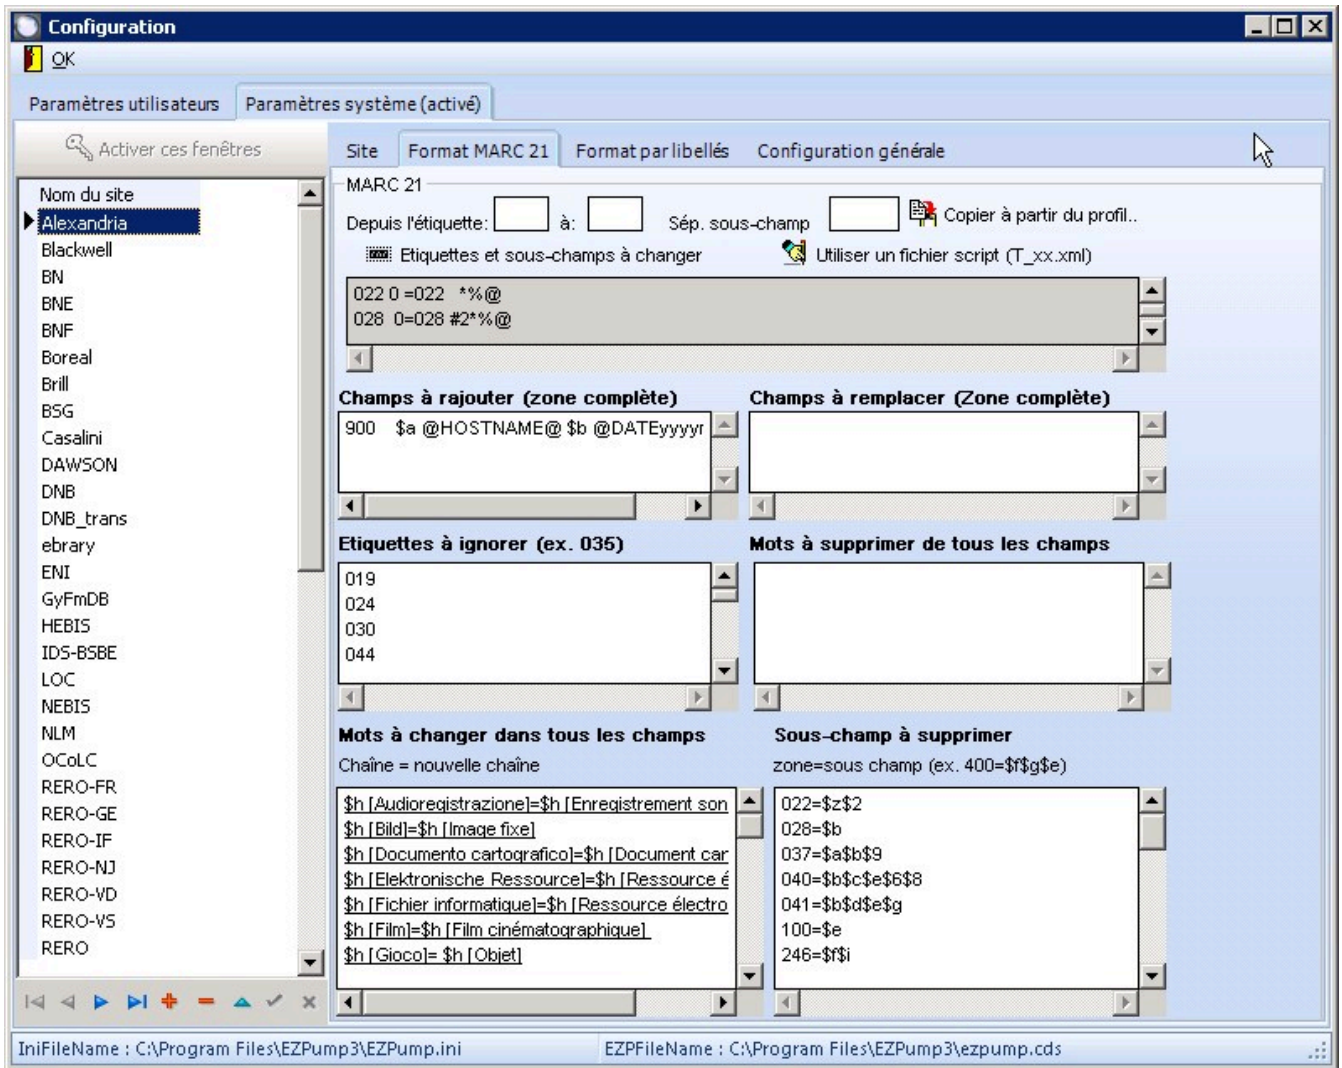 Configuration
OK
Paramètres utilisateurs
Paramètres système (activé)
Activer ces fenêtres
Nom du site
Alexandria
Blackwell
BN
BNE
BNF
Boreal
Brill
BSG
Casalini
DAWSON
DNB
DNB_trans
ebrary
ENI
GyFmDB
HEBIS
IDS-BSBE
LOC
NEBIS
NLM
OCoLC
RERO-FR
RERO-GE
RERO-IF
RERO-NJ
RERO-VD
RERO-VS
RERO
Site
Format MARC 21
Format par libellés
Configuration générale
MARC 21
Depuis l'étiquette:
à:
Sép. sous-champ
Copier à partir du profil..
Etiquettes et sous-champs à changer
Utiliser un fichier script (T_xx.xml)
022 0 =022   *%@
028  0=028 #2*%@
Champs à rajouter (zone complète)
900    $a @HOSTNAME@ $b @DATEyyyyr
Champs à remplacer (Zone complète)
Etiquettes à ignorer (ex. 035)
019
024
030
044
Mots à supprimer de tous les champs
Mots à changer dans tous les champs
Chaîne = nouvelle chaîne
$h [Audioregistrazione]=$h [Enregistrement son
$h [Bild]=$h [Image fixe]
$h [Documento cartografico]=$h [Document car
$h [Elektronische Ressource]=$h [Ressource é
$h [Fichier informatique]=$h [Ressource électro
$h [Film]=$h [Film cinématographique]
$h [Gioco]= $h [Objet]
Sous-champ à supprimer
zone=sous champ (ex. 400=$f$g$e)
022=$z$2
028=$b
037=$a$b$9
040=$b$c$e$6$8
041=$b$d$e$g
100=$e
246=$f$i
IniFileName : C:\Program Files\EZPump3\EZPump.ini
EZPFileName : C:\Program Files\EZPump3\ezpump.cds